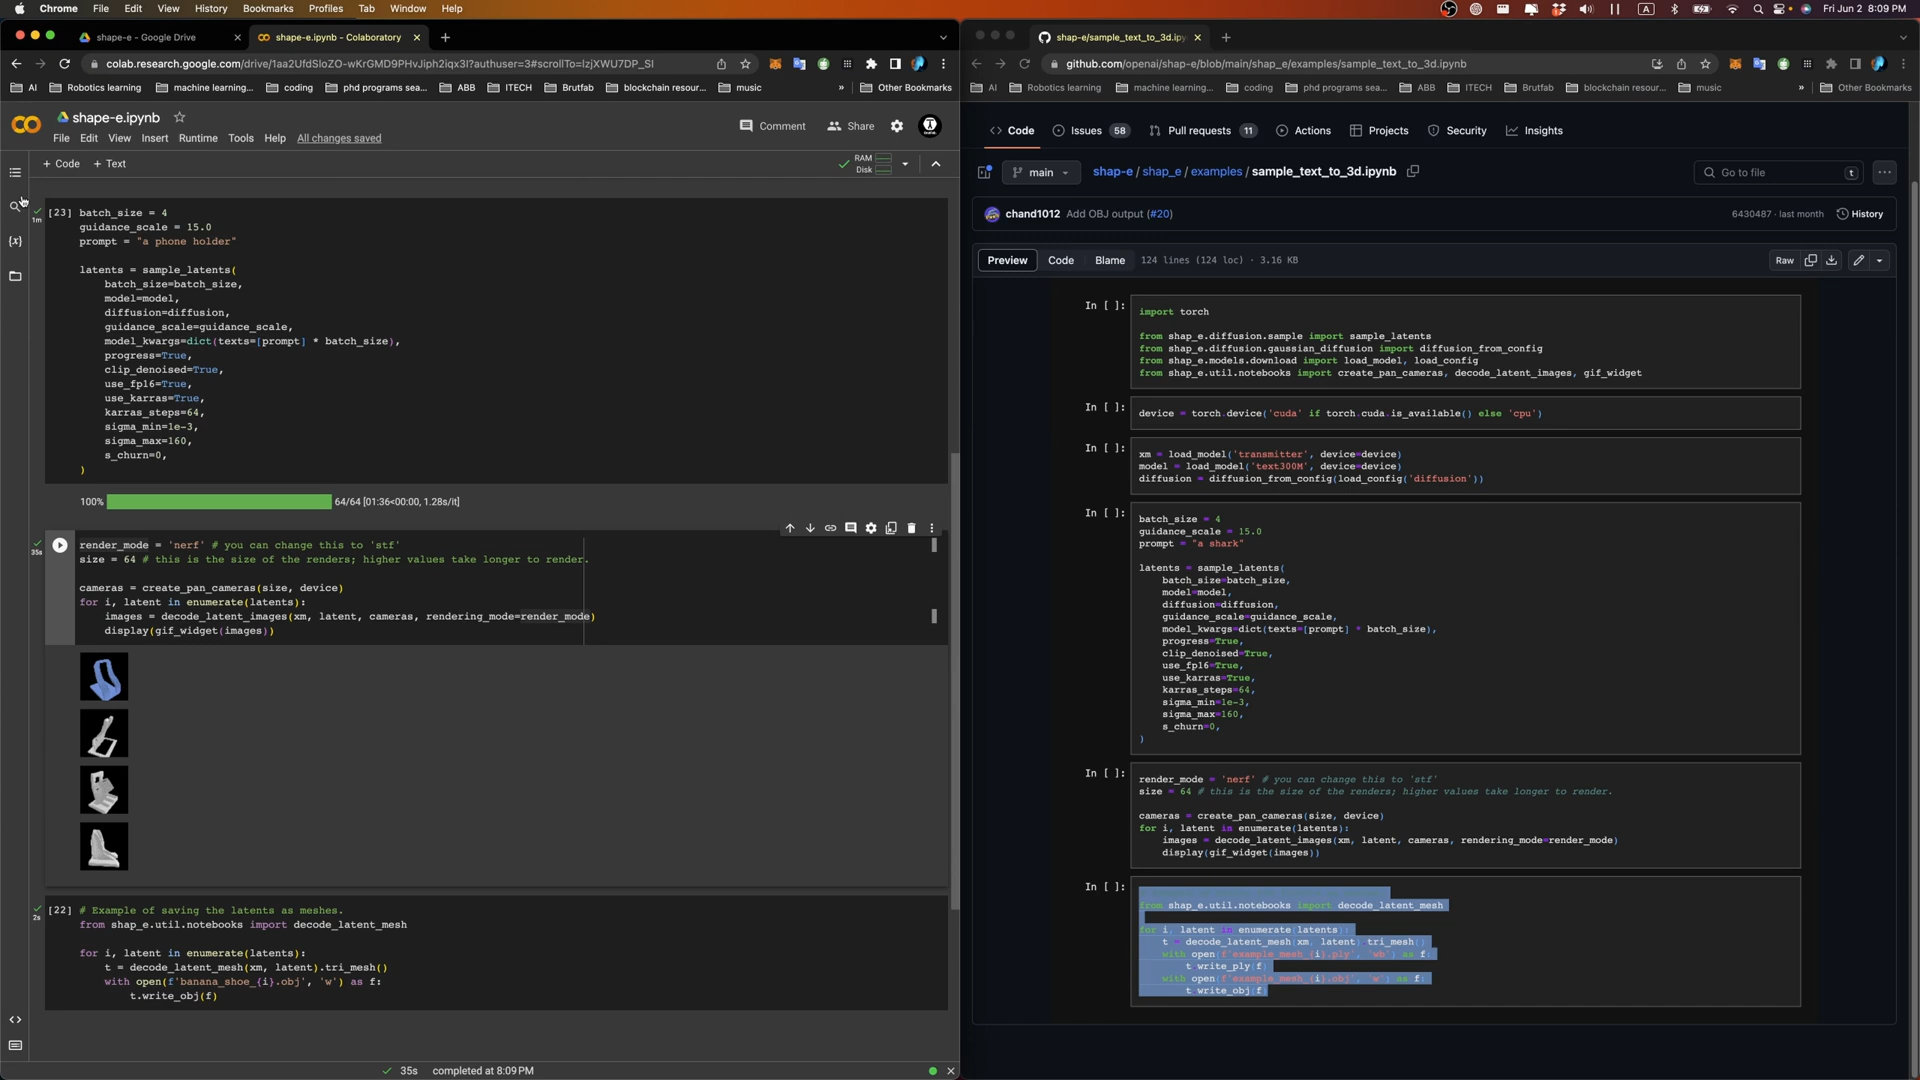 Chrome File Edit View History Bookmarks Profiles Tab Window Help
A
Fri Jun 2 8:09 PM
shape-e - Google Drive
shape-e.ipynb - Colaboratory
colab.research.google.com/drive/1aa2UfdSloZO-wKrGMD9PHvJiph2iqx3l?authuser=3#scrollTo=lzjXWU7DP_SI
AI Robotics learning machine learning... coding phd programs sea... ABB ITECH Brutfab blockchain resour... music » Other Bookmarks
shape-e.ipynb
File Edit View Insert Runtime Tools Help All changes saved
Comment Share
+ Code + Text
RAM
Disk
1m
[23] batch_size = 4
guidance_scale = 15.0
prompt = "a phone holder"
latents = sample_latents(
batch_size=batch_size,
model=model,
diffusion=diffusion,
guidance_scale=guidance_scale,
model_kwargs=dict(texts=[prompt] * batch_size),
progress=True,
clip_denoised=True,
use_fp16=True,
use_karras=True,
karras_steps=64,
sigma_min=1e-3,
sigma_max=160,
s_churn=0,
)
100% 64/64 [01:36<00:00, 1.28s/it]
35s
render_mode = 'nerf' # you can change this to 'stf'
size = 64 # this is the size of the renders; higher values take longer to render.
cameras = create_pan_cameras(size, device)
for i, latent in enumerate(latents):
images = decode_latent_images(xm, latent, cameras, rendering_mode=render_mode)
display(gif_widget(images))
2s
[22] # Example of saving the latents as meshes.
from shap_e.util.notebooks import decode_latent_mesh
for i, latent in enumerate(latents):
t = decode_latent_mesh(xm, latent).tri_mesh()
with open(f'banana_shoe_{i}.obj', 'w') as f:
t.write_obj(f)
35s completed at 8:09 PM
shap-e/sample_text_to_3d.ipy
github.com/openai/shap-e/blob/main/shap_e/examples/sample_text_to_3d.ipynb
AI Robotics learning machine learning... coding phd programs sea... ABB ITECH Brutfab blockchain resour... music » Other Bookmarks
Code Issues 58 Pull requests 11 Actions Projects Security Insights
main shap-e / shap_e / examples / sample_text_to_3d.ipynb
Go to file t
chand1012 Add OBJ output (#20)
6430487 · last month History
Preview Code Blame 124 lines (124 loc) · 3.16 KB
Raw
In [ ]:
import torch
from shap_e.diffusion.sample import sample_latents
from shap_e.diffusion.gaussian_diffusion import diffusion_from_config
from shap_e.models.download import load_model, load_config
from shap_e.util.notebooks import create_pan_cameras, decode_latent_images, gif_widget
In [ ]:
device = torch.device('cuda' if torch.cuda.is_available() else 'cpu')
In [ ]:
xm = load_model('transmitter', device=device)
model = load_model('text300M', device=device)
diffusion = diffusion_from_config(load_config('diffusion'))
In [ ]:
batch_size = 4
guidance_scale = 15.0
prompt = "a shark"
latents = sample_latents(
batch_size=batch_size,
model=model,
diffusion=diffusion,
guidance_scale=guidance_scale,
model_kwargs=dict(texts=[prompt] * batch_size),
progress=True,
clip_denoised=True,
use_fp16=True,
use_karras=True,
karras_steps=64,
sigma_min=1e-3,
sigma_max=160,
s_churn=0,
)
In [ ]:
render_mode = 'nerf' # you can change this to 'stf'
size = 64 # this is the size of the renders; higher values take longer to render.
cameras = create_pan_cameras(size, device)
for i, latent in enumerate(latents):
images = decode_latent_images(xm, latent, cameras, rendering_mode=render_mode)
display(gif_widget(images))
In [ ]:
from shap_e.util.notebooks import decode_latent_mesh
for i, latent in enumerate(latents):
t = decode_latent_mesh(xm, latent).tri_mesh()
with open(f'example_mesh_{i}.ply', 'wb') as f:
t.write_ply(f)
with open(f'example_mesh_{i}.obj', 'w') as f:
t.write_obj(f)